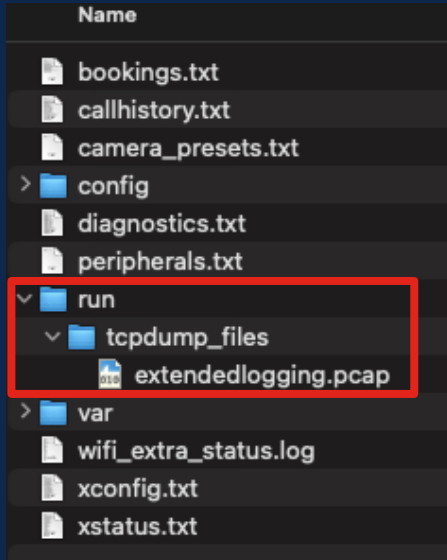 Name
bookings.txt
callhistory.txt
camera_presets.txt
config
diagnostics.txt
peripherals.txt
run
tcpdump_files
extendedlogging.pcap
var
wifi_extra_status.log
xconfig.txt
xstatus.txt